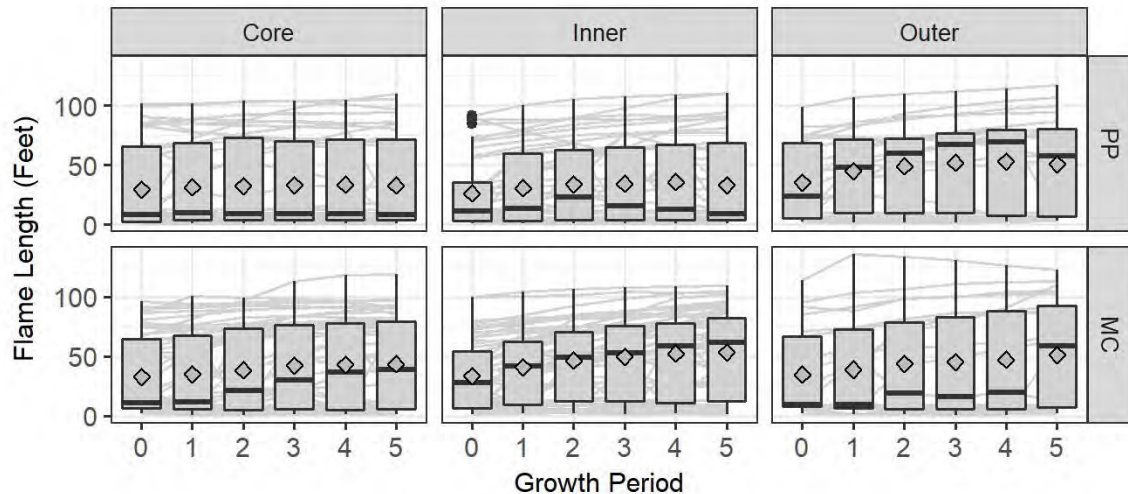 Core Inner Outer
Flame Length (Feet)
100
50
0
PP
100
50
0
MC
0 1 2 3 4 5 0 1 2 3 4 5 0 1 2 3 4 5
Growth Period